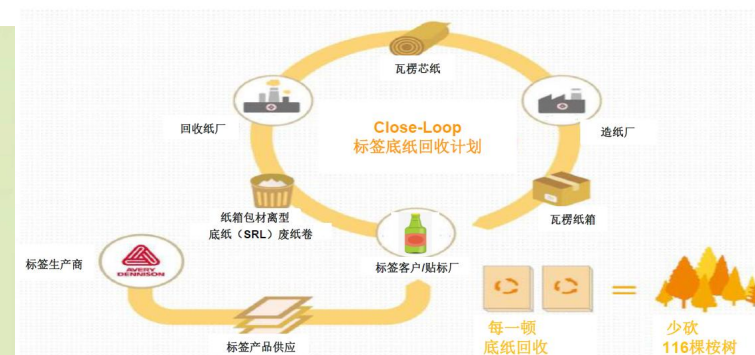 瓦楞芯纸
回收纸厂
Close-Loop
标签底纸回收计划
造纸厂
纸箱包材离型
底纸（SRL）废纸卷
瓦楞纸箱
标签生产商
AVERY
DENNISON
标签客户/贴标厂
标签产品供应
每一顿
底纸回收
=
少砍
116棵桉树